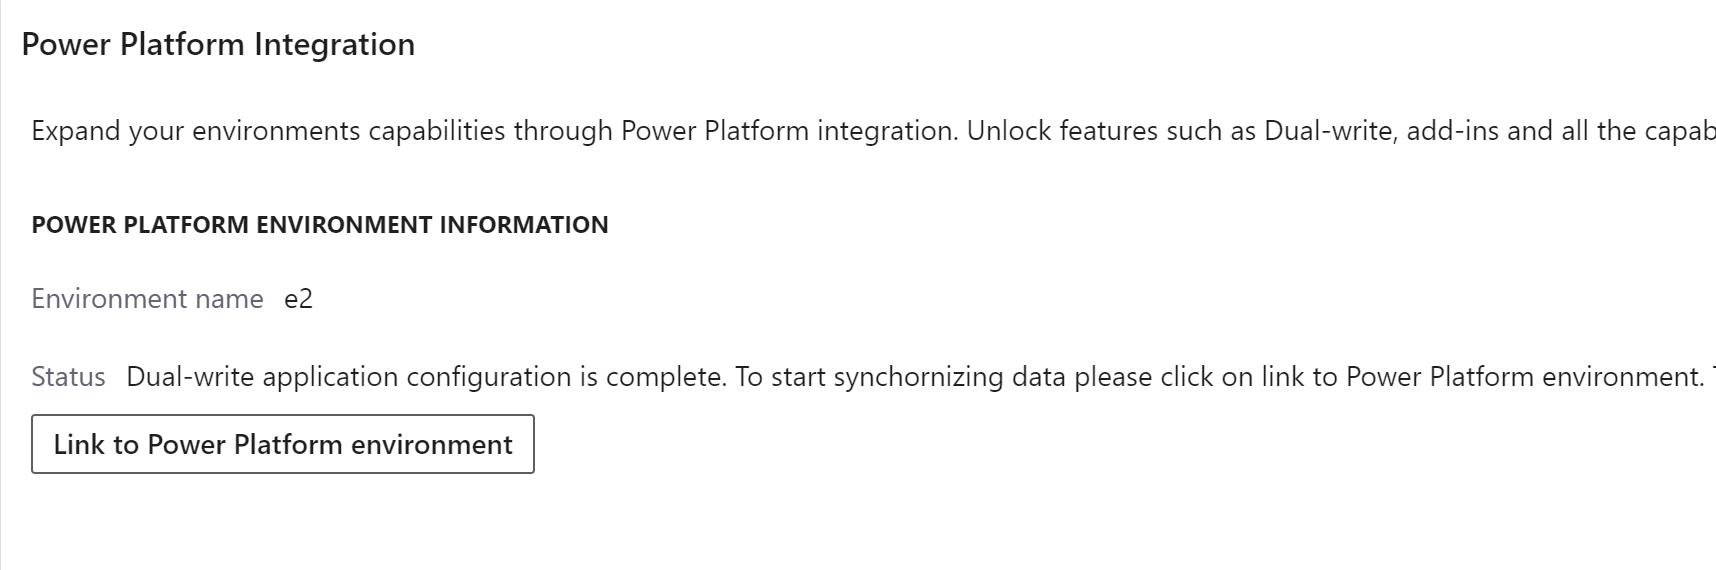 Power Platform Integration
Expand your environments capabilities through Power Platform integration. Unlock features such as Dual-write, add-ins and all the capab
POWER PLATFORM ENVIRONMENT INFORMATION
Environment name e2
Status Dual-write application configuration is complete. To start synchornizing data please click on link to Power Platform environment.
Link to Power Platform environment